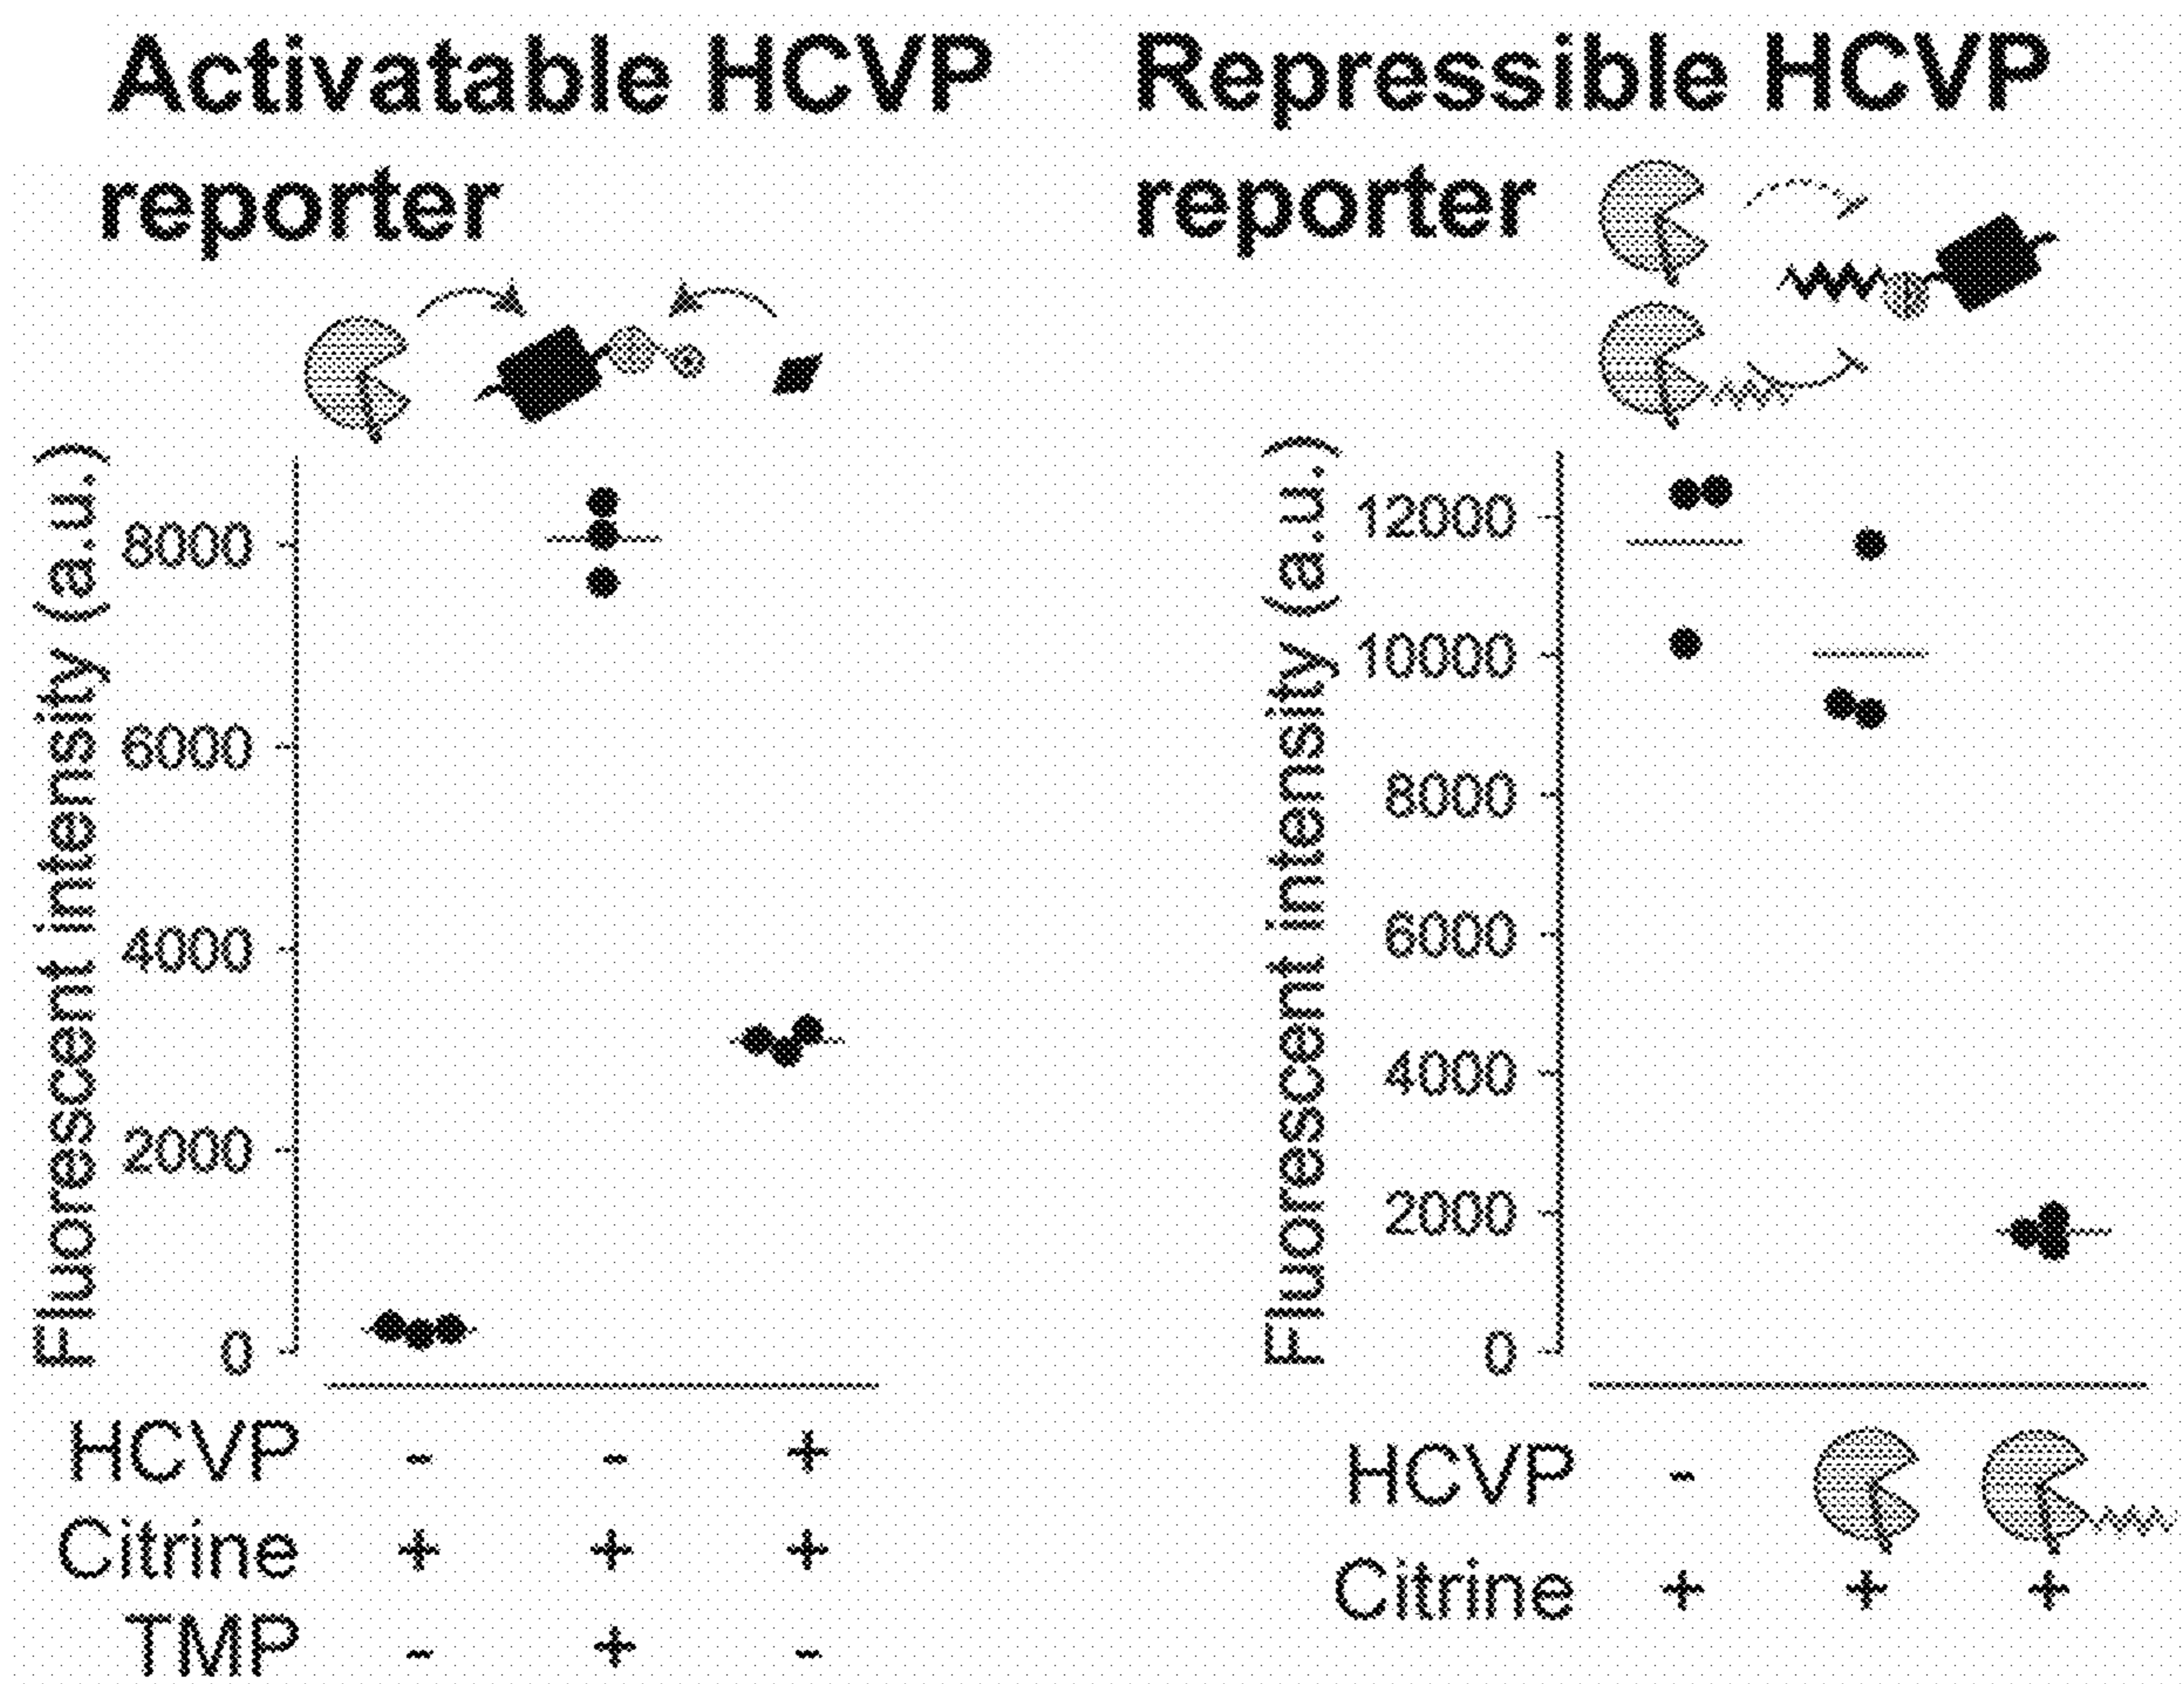 Activatable HCVP
reporter
Fluorescent intensity (a.u.)
8000
6000
4000
2000
0
HCVP - - +
Citrine + + +
TMP - + -
Repressible HCVP
reporter
Fluorescent intensity (a.u.)
12000
10000
8000
6000
4000
2000
0
HCVP -
Citrine + + +